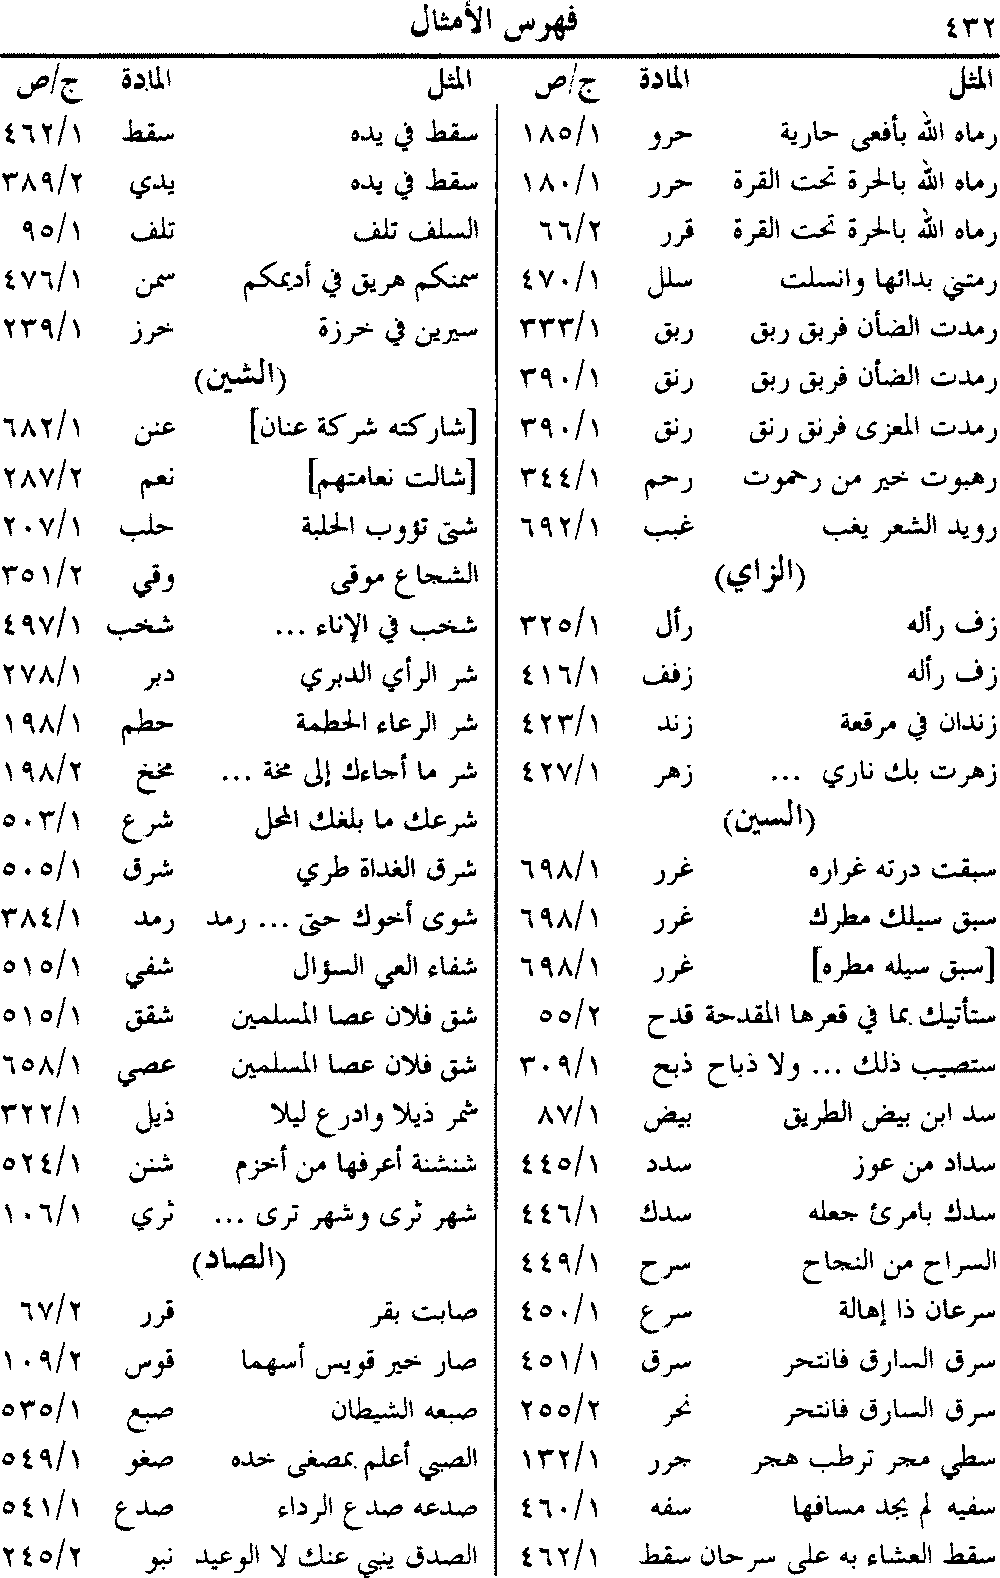 ٤٣٢ فهرس الأمثال
المثل المادة ج/ص
رماه الله بأفعى حارية حرو ١٨٥/١
رماه الله بالحرة تحت القرة حرر ١٨٠/١
رماه الله بالحرة تحت القرة قرر ٦٦/٢
رمتني بدائها وانسلت سلل ٤٧٠/١
رمدت الضأن فربق ربق ربق ٣٣٣/١
رمدت الضأن فربق ربق رنق ٣٩٠/١
رمدت المعزى فرنق رنق رنق ٣٩٠/١
رهبوت خير من رحموت رحم ٣٤٤/١
رويد الشعر يغب غبب ٦٩٢/١
(الزاي)
زف رأله رأل ٣٢٥/١
زف رأله زفف ٤١٦/١
زندان في مرقعة زند ٤٢٣/١
زهرت بك ناري ... زهر ٤٢٧/١
(السين)
سبقت درته غراره غرر ٦٩٨/١
سبق سيلك مطرك غرر ٦٩٨/١
[سبق سيله مطره] غرر ٦٩٨/١
ستأتيك بما في قعرها المقدحة قدح ٥٥/٢
ستصيب ذلك ... ولا ذباح ذبح ٣٠٩/١
سد ابن بيض الطريق بيض ٨٧/١
سداد من عوز سدد ٤٤٥/١
سدك بامرئ جعله سدك ٤٤٦/١
السراح من النجاح سرح ٤٤٩/١
سرعان ذا إهالة سرع ٤٥٠/١
سرق السارق فانتحر سرق ٤٥١/١
سرق السارق فانتحر نحر ٢٥٥/٢
سطي مجر ترطب هجر جرر ١٣٢/١
سفيه لم يجد مسافها سفه ٤٦٠/١
سقط العشاء به على سرحان سقط ٤٦٢/١
المثل المادة ج/ص
سقط في يده سقط ٤٦٢/١
سقط في يده يدي ٣٨٩/٢
السلف تلف تلف ٩٥/١
سمنكم هريق في أديمكم سمن ٤٧٦/١
سيرين في خرزة خرز ٢٣٩/١
(الشين)
[شاركته شركة عنان] عنن ٦٨٢/١
[شالت نعامتهم] نعم ٢٨٧/٢
شتى تؤوب الحلبة حلب ٢٠٧/١
الشجاع موقى وقي ٣٥١/٢
شخب في الإناء ... شخب ٤٩٧/١
شر الرأي الدبري دبر ٢٧٨/١
شر الرعاء الحطمة حطم ١٩٨/١
شر ما أجاءك إلى مخة ... مخخ ١٩٨/٢
شرعك ما بلغك المحل شرع ٥٠٣/١
شرق الغداة طري شرق ٥٠٥/١
شوى أخوك حتى ... رمد رمد ٣٨٤/١
شفاء العي السؤال شفي ٥١٥/١
شق فلان عصا المسلمين شقق ٥١٥/١
شق فلان عصا المسلمين عصي ٦٥٨/١
شمر ذيلا وادرع ليلا ذيل ٣٢٢/١
شنشنة أعرفها من أخزم شنن ٥٢٤/١
شهر ثرى وشهر ترى ... ثري ١٠٦/١
(الصاد)
صابت بقر قرر ٦٧/٢
صار خير قويس أسهما قوس ١٠٩/٢
صبعه الشيطان صبع ٥٣٥/١
الصبي أعلم بمصغى خده صغو ٥٤٩/١
صدعه صدع الرداء صدع ٥٤١/١
الصدق ينبي عنك لا الوعيد نبو ٢٤٥/٢